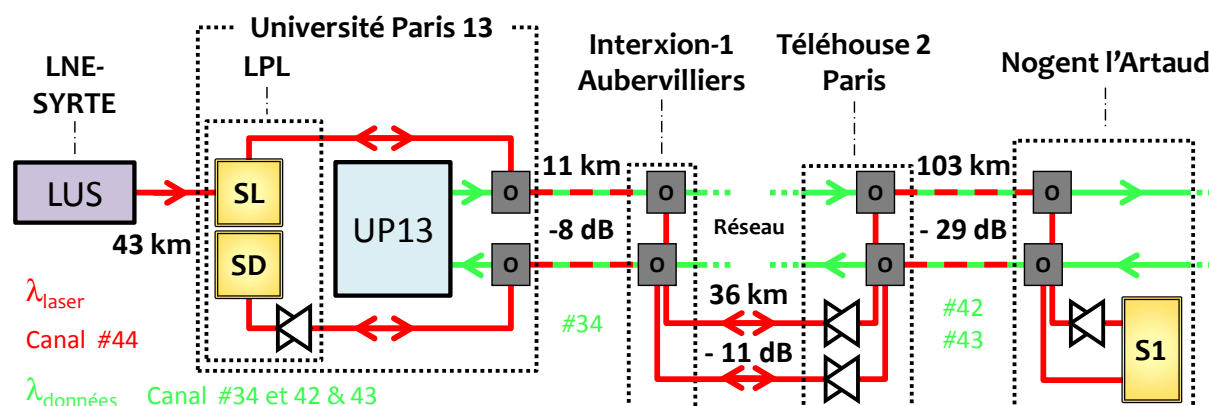 Université Paris 13
LNE-
SYRTE
LPL
Interxion-1
Aubervilliers
Téléhouse 2
Paris
Nogent l'Artaud
LUS
43 km
SL
SD
UP13
O
O
11 km
-8 dB
O
O
Réseau
36 km
- 11 dB
O
O
103 km
- 29 dB
O
O
S1
#34
#42
#43
λlaser
Canal #44
λdonnées Canal #34 et 42 & 43